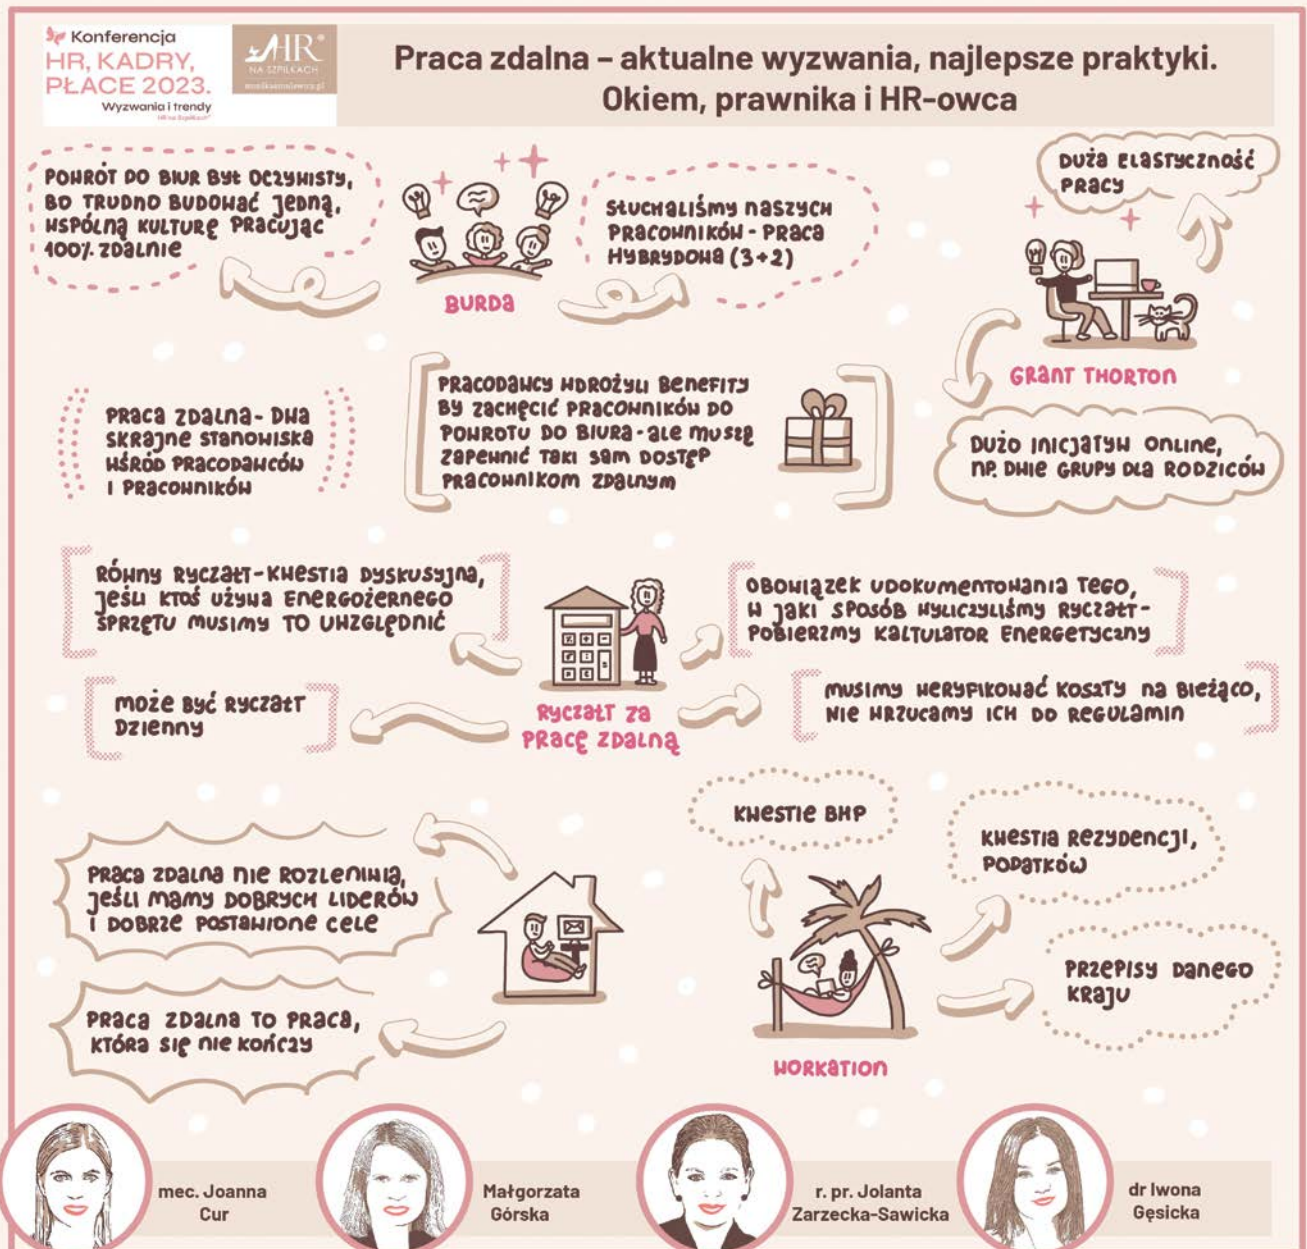 Konferencja
HR, KADRY,
PŁACE 2023.
Wyzwania i trendy
HR na Szpilkach
HR®
NA SZPILKACH
Praca zdalna – aktualne wyzwania, najlepsze praktyki.
Okiem, prawnika i HR-owca
POWRÓT DO BIUR BYŁ OCZYWISTY,
BO TRUDNO BUDOWAĆ JEDNĄ,
WSPÓLNĄ KULTURĘ PRACUJĄC
100% ZDALNIE
BURDA
SŁUCHALIŚMY NASZYCH
PRACOWNIKÓW - PRACA
HYBRYDOWA (3+2)
DUŻA ELASTYCZNOŚĆ
PRACY
GRANT THORTON
DUŻO INICJATYW ONLINE,
NP. DWIE GRUPY DLA RODZICÓW
PRACA ZDALNA - DWA
SKRAJNE STANOWISKA
WŚRÓD PRACODAWCÓW
I PRACOWNIKÓW
PRACODAWCY WDROŻYLI BENEFITY
BY ZACHĘCIĆ PRACOWNIKÓW DO
POWROTU DO BIURA - ALE MUSZĄ
ZAPEWNIĆ TAKI SAM DOSTĘP
PRACOWNIKOM ZDALNYM
RÓWNY RYCZAŁT - KWESTIA DYSKUSYJNA,
JEŚLI KTOŚ UŻYWA ENERGOŻERNEGO
SPRZĘTU MUSIMY TO UWZGLĘDNIĆ
MOŻE BYĆ RYCZAŁT
DZIENNY
RYCZAŁT ZA
PRACĘ ZDALNĄ
OBOWIĄZEK UDOKUMENTOWANIA TEGO,
W JAKI SPOSÓB WYLICZYLIŚMY RYCZAŁT -
POBIERZMY KALTULATOR ENERGETYCZNY
MUSIMY WERYFIKOWAĆ KOSZTY NA BIEŻĄCO,
NIE WRZUCAMY ICH DO REGULAMIN
PRACA ZDALNA NIE ROZLENIWIA,
JEŚLI MAMY DOBRYCH LIDERÓW
I DOBRZE POSTAWIONE CELE
PRACA ZDALNA TO PRACA,
KTÓRA SIĘ NIE KOŃCZY
KWESTIE BHP
KWESTIA REZYDENCJI,
PODATKÓW
PRZEPISY DANEGO
KRAJU
WORKATION
mec. Joanna
Cur
Małgorzata
Górska
r. pr. Jolanta
Zarzecka-Sawicka
dr Iwona
Gęsicka